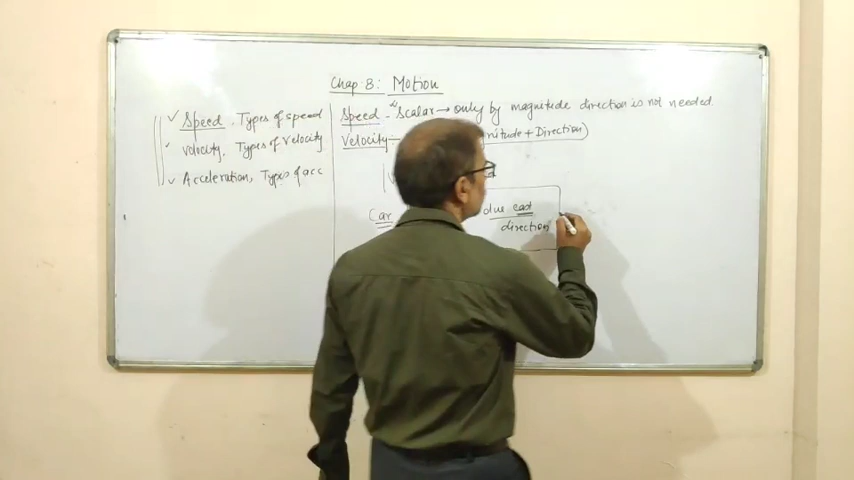 Chap. 8: Motion
✓ Speed. Types of speed
velocity, Types of velocity
✓ Acceleration, Types of acc
Speed - Scalar → only by magnitude direction is not needed.
Velocity - nitude + Direction)
Car due east
direction